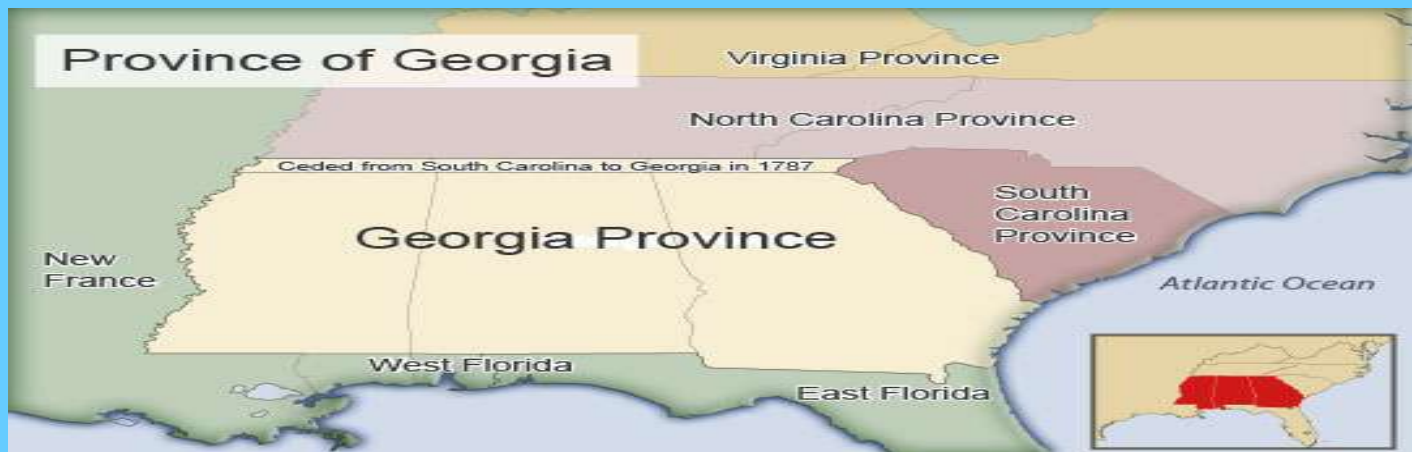 Province of Georgia
Virginia Province
North Carolina Province
Ceded from South Carolina to Georgia in 1787
South
Carolina
Province
Georgia Province
New
France
Atlantic Ocean
West Florida
East Florida